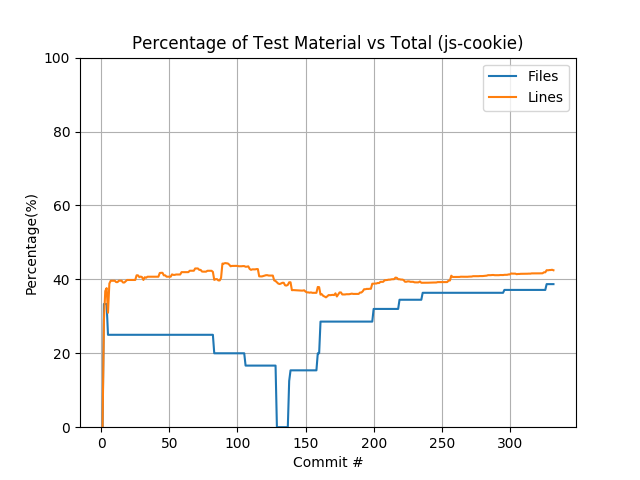 Percentage of Test Material vs Total (js-cookie)
Files
Lines
Percentage(%)
100
80
60
40
20
0
0 50 100 150 200 250 300
Commit #